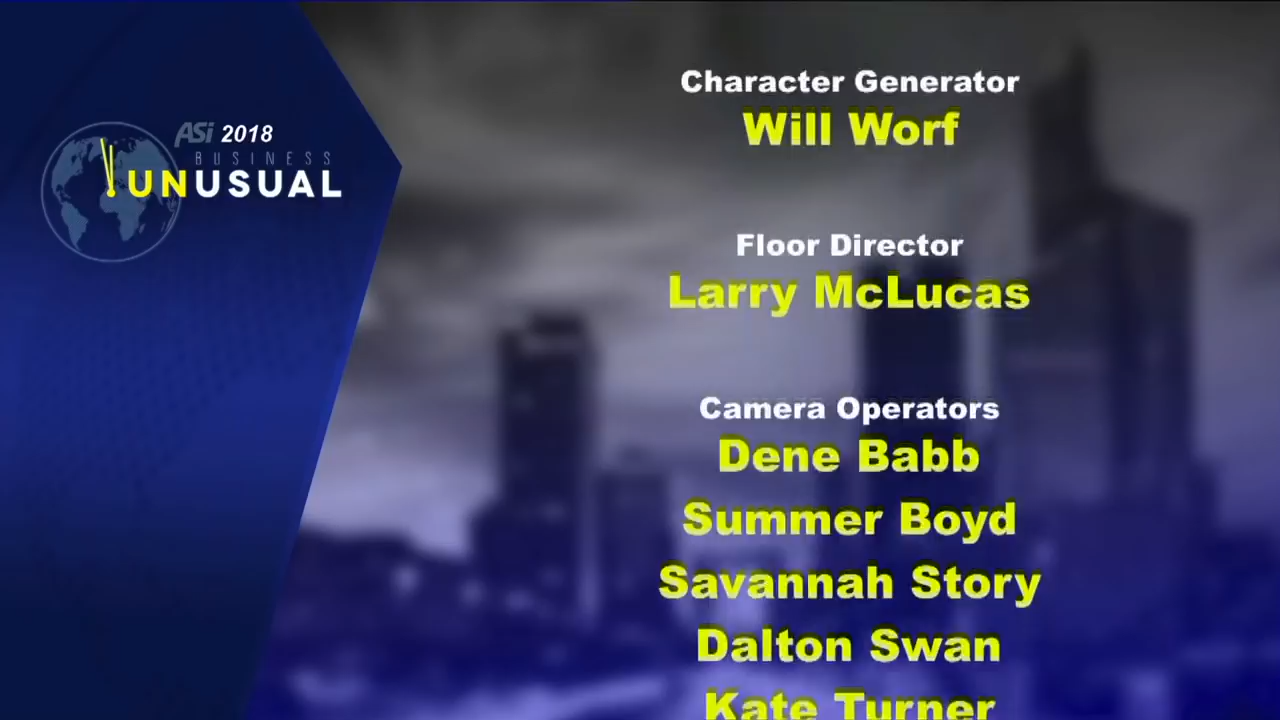 ASi 2018
BUSINESS
UNUSUAL
Character Generator
Will Worf
Floor Director
Larry McLucas
Camera Operators
Dene Babb
Summer Boyd
Savannah Story
Dalton Swan
Kate Turner